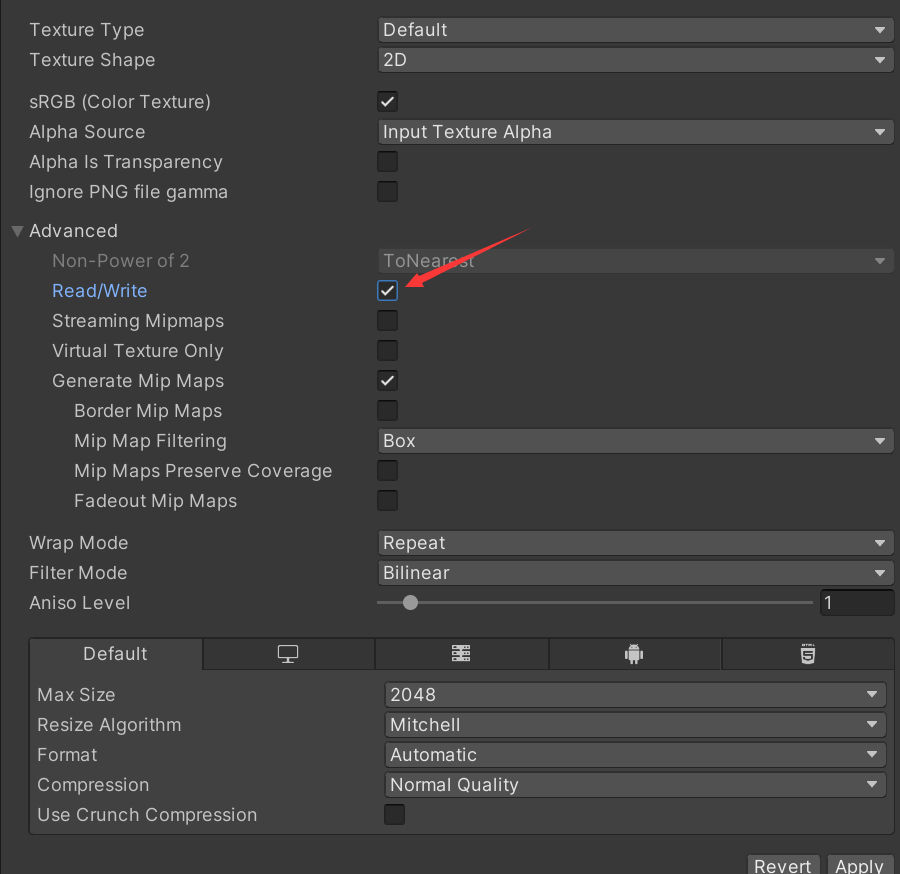 Texture Type Default
Texture Shape 2D
sRGB (Color Texture)
Alpha Source Input Texture Alpha
Alpha Is Transparency
Ignore PNG file gamma
Advanced
Non-Power of 2 ToNearest
Read/Write
Streaming Mipmaps
Virtual Texture Only
Generate Mip Maps
Border Mip Maps
Mip Map Filtering Box
Mip Maps Preserve Coverage
Fadeout Mip Maps
Wrap Mode Repeat
Filter Mode Bilinear
Aniso Level 1
Default
Max Size 2048
Resize Algorithm Mitchell
Format Automatic
Compression Normal Quality
Use Crunch Compression
Revert Apply